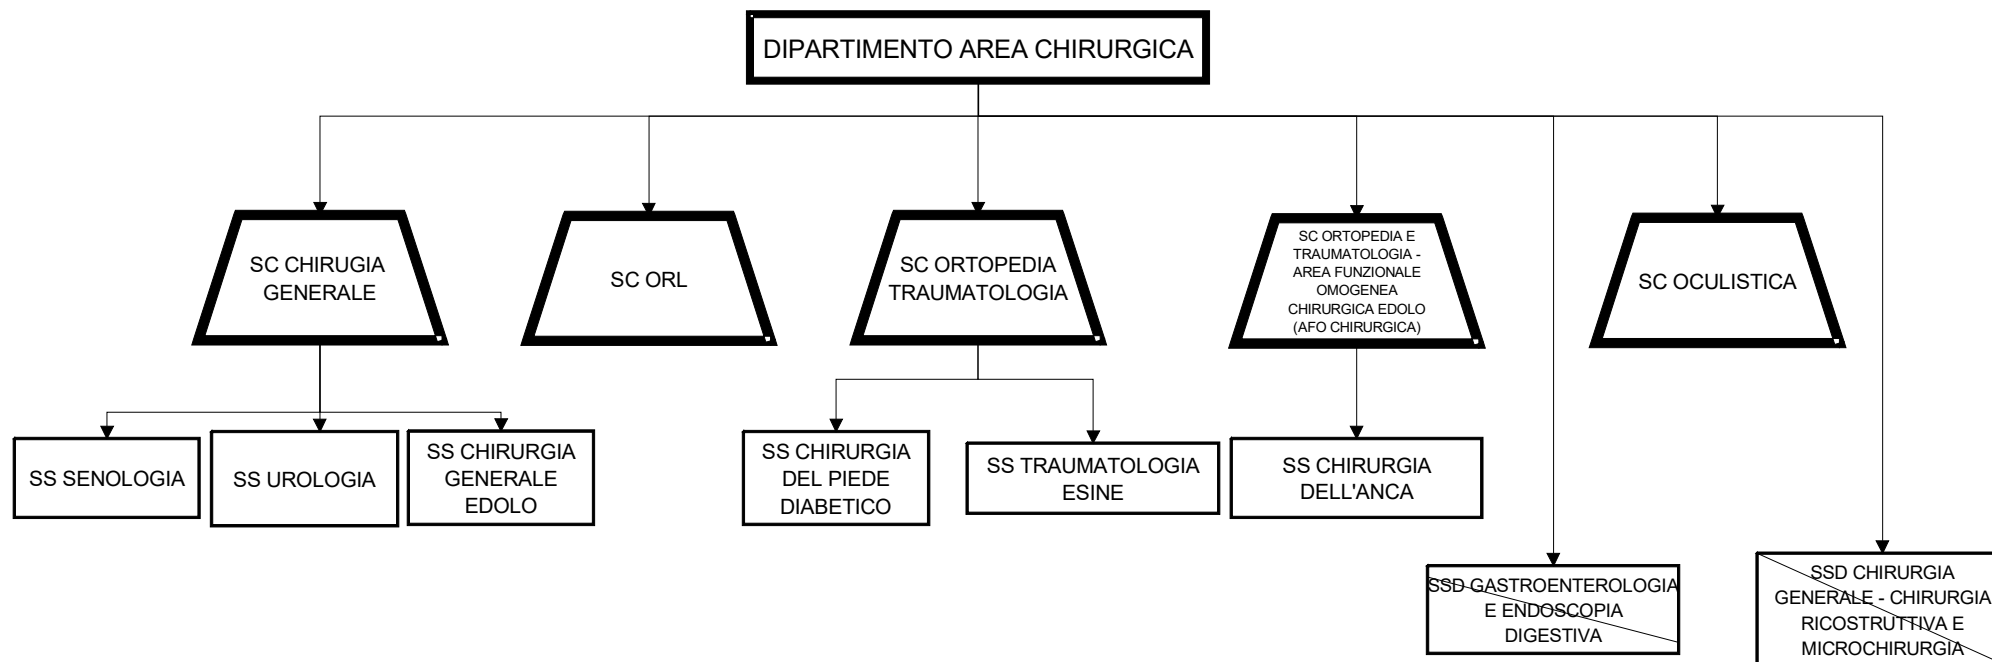 DIPARTIMENTO AREA CHIRURGICA
SC CHIRUGIA
GENERALE
SC ORL
SC ORTOPEDIA
TRAUMATOLOGIA
SC ORTOPEDIA E
TRAUMATOLOGIA -
AREA FUNZIONALE
OMOGENEA
CHIRURGICA EDOLO
(AFO CHIRURGICA)
SC OCULISTICA
SS SENOLOGIA
SS UROLOGIA
SS CHIRURGIA
GENERALE
EDOLO
SS CHIRURGIA
DEL PIEDE
DIABETICO
SS TRAUMATOLOGIA
ESINE
SS CHIRURGIA
DELL'ANCA
SSD GASTROENTEROLOGIA
E ENDOSCOPIA
DIGESTIVA
SSD CHIRURGIA
GENERALE - CHIRURGIA
RICOSTRUTTIVA E
MICROCHIRURGIA